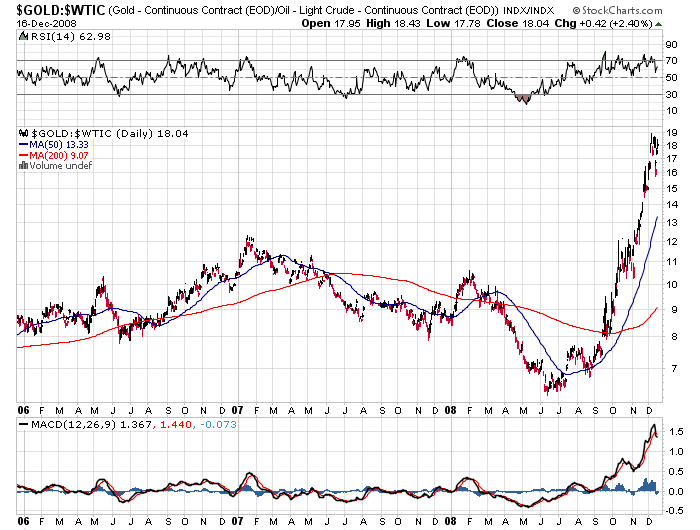 $GOLD:$WTIC (Gold - Continuous Contract (EOD)/Oil - Light Crude - Continuous Contract (EOD)) INDX/INDX
© StockCharts.com
16-Dec-2008
Open 17.95 High 18.43 Low 17.78 Close 18.04 Chg +0.42 (+2.40%)
RSI(14) 62.98
90
70
50
30
10
$GOLD:$WTIC (Daily) 18.04
MA(50) 13.33
MA(200) 9.07
Volume undef
19
18
17
16
15
14
13
12
11
10
9
8
7
06 F M A M J J A S O N D 07 F M A M J J A S O N D 08 F M A M J J A S O N D
MACD(12,26,9) 1.367, 1.440, -0.073
1.5
1.0
0.5
0.0
-0.5
06 F M A M J J A S O N D 07 F M A M J J A S O N D 08 F M A M J J A S O N D